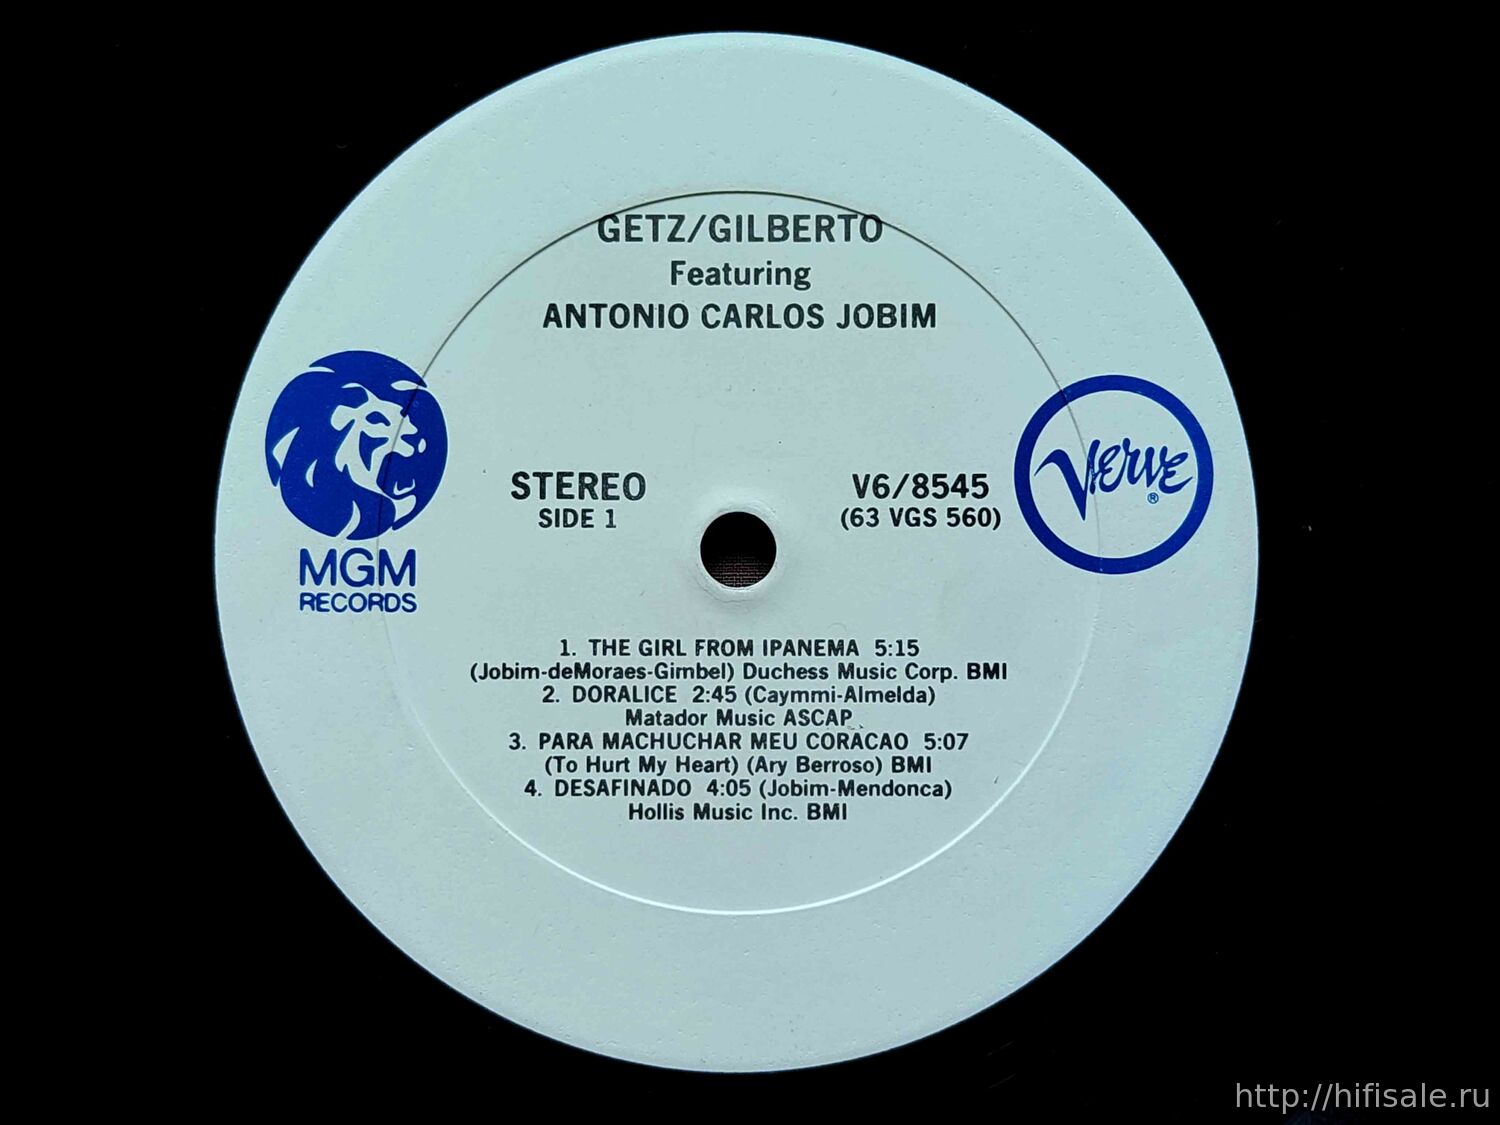 GETZ/GILBERTO
Featuring
ANTONIO CARLOS JOBIM
MGM
RECORDS
STEREO
SIDE 1
V6/8545
(63 VGS 560)
VERVE
®
1. THE GIRL FROM IPANEMA 5:15
(Jobim-deMoraes-Gimbel) Duchess Music Corp. BMI
2. DORALICE 2:45 (Caymmi-Almelda)
Matador Music ASCAP
3. PARA MACHUCHAR MEU CORACAO 5:07
(To Hurt My Heart) (Ary Berroso) BMI
4. DESAFINADO 4:05 (Jobim-Mendonca)
Hollis Music Inc. BMI
http://hifisale.ru